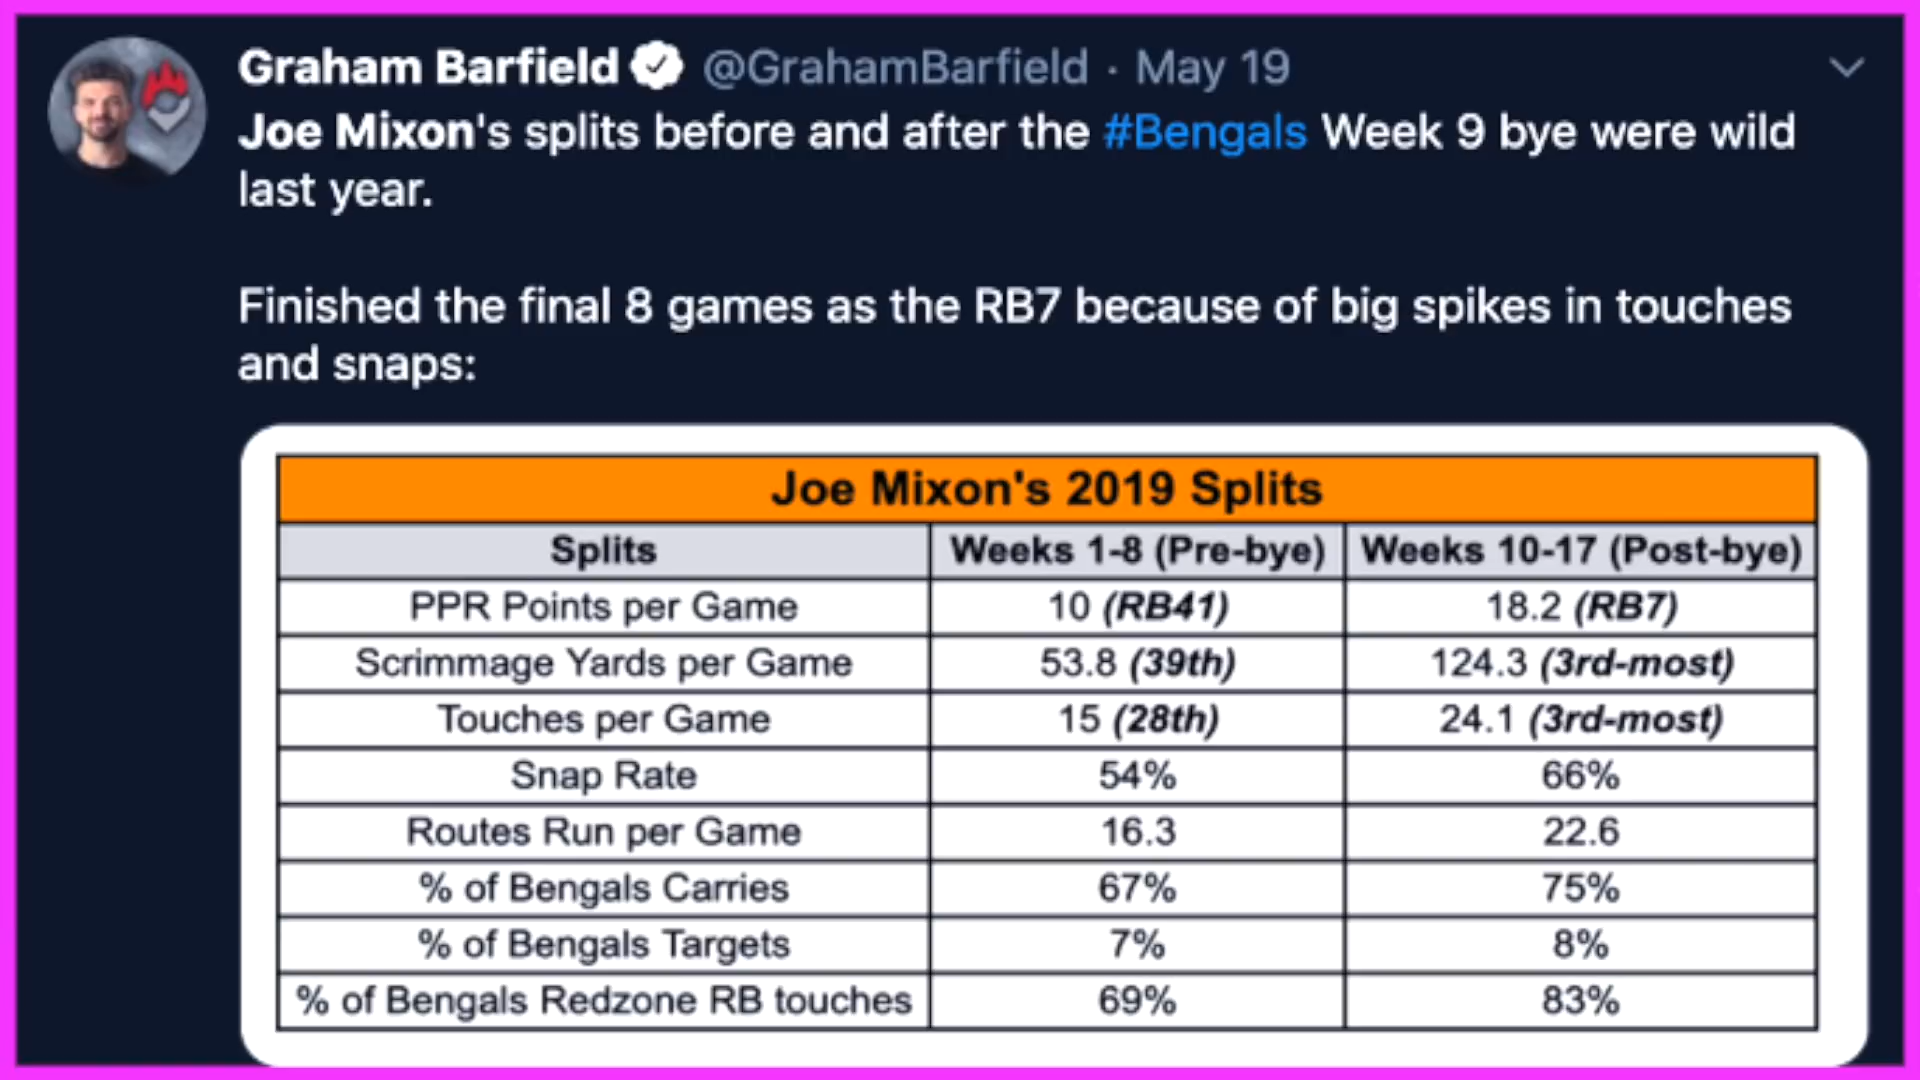 Graham Barfield @GrahamBarfield · May 19
Joe Mixon's splits before and after the #Bengals Week 9 bye were wild
last year.
Finished the final 8 games as the RB7 because of big spikes in touches
and snaps:
Joe Mixon's 2019 Splits
Splits Weeks 1-8 (Pre-bye) Weeks 10-17 (Post-bye)
PPR Points per Game 10 (RB41) 18.2 (RB7)
Scrimmage Yards per Game 53.8 (39th) 124.3 (3rd-most)
Touches per Game 15 (28th) 24.1 (3rd-most)
Snap Rate 54% 66%
Routes Run per Game 16.3 22.6
% of Bengals Carries 67% 75%
% of Bengals Targets 7% 8%
% of Bengals Redzone RB touches 69% 83%